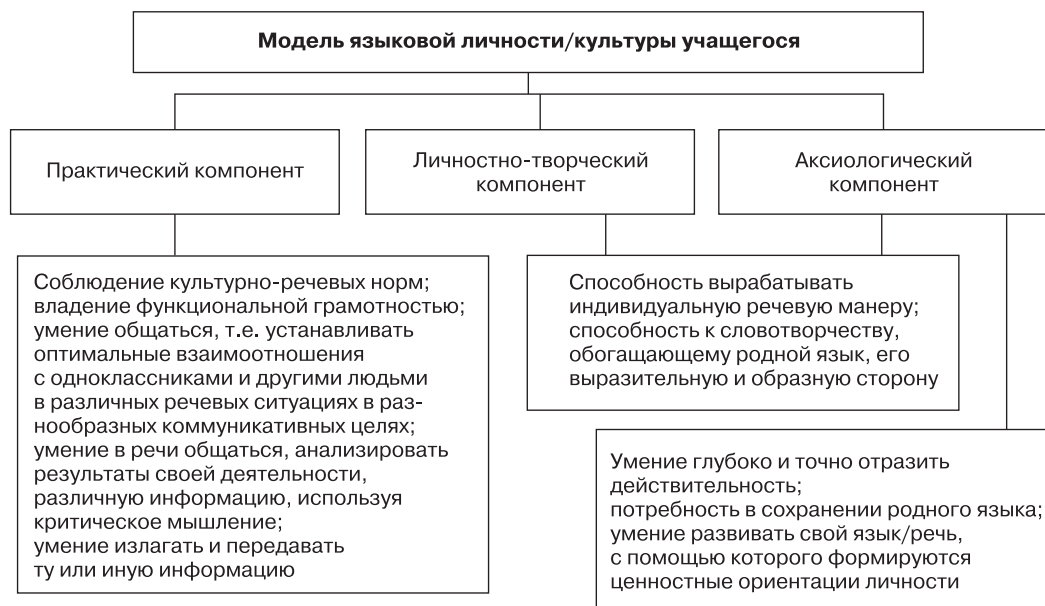 Модель языковой личности/культуры учащегося
Практический компонент
Личностно-творческий
компонент
Аксиологический
компонент
Соблюдение культурно-речевых норм;
владение функциональной грамотностью;
умение общаться, т.е. устанавливать
оптимальные взаимоотношения
с одноклассниками и другими людьми
в различных речевых ситуациях в раз-
нообразных коммуникативных целях;
умение в речи общаться, анализировать
результаты своей деятельности,
различную информацию, используя
критическое мышление;
умение излагать и передавать
ту или иную информацию
Способность вырабатывать
индивидуальную речевую манеру;
способность к словотворчеству,
обогащающему родной язык, его
выразительную и образную сторону
Умение глубоко и точно отразить
действительность;
потребность в сохранении родного языка;
умение развивать свой язык/речь,
с помощью которого формируются
ценностные ориентации личности